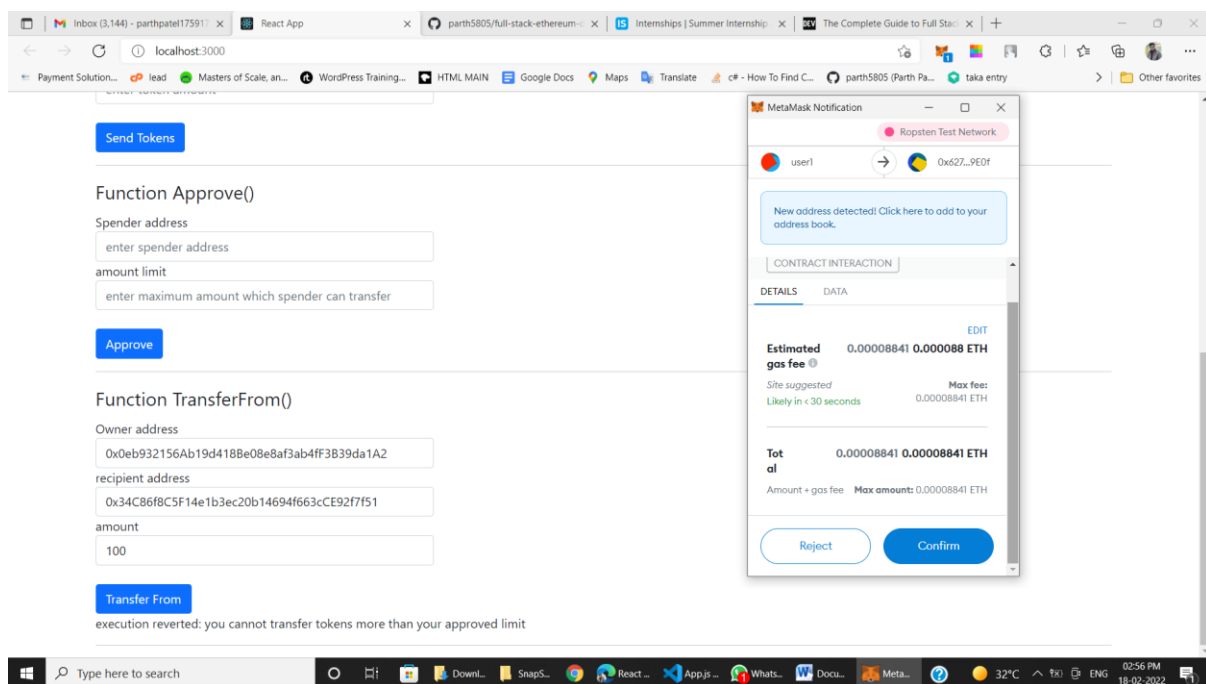 Inbox (3,144) - parthpatel175917
React App
parth5805/full-stack-ethereum-
IS
Internships | Summer Internship
DEV
The Complete Guide to Full Stac
localhost:3000
1
Payment Solution...
lead
Masters of Scale, an...
WordPress Training...
HTML MAIN
Google Docs
Maps
Translate
c# - How To Find C...
parth5805 (Parth Pa...
taka entry
Other favorites
enter token amount
Send Tokens
Function Approve()
Spender address
enter spender address
amount limit
enter maximum amount which spender can transfer
Approve
Function TransferFrom()
Owner address
0x0eb932156Ab19d418Be08e8af3ab4fF3B39da1A2
recipient address
0x34C86f8C5F14e1b3ec20b14694f663cCE92f7f51
amount
100
Transfer From
execution reverted: you cannot transfer tokens more than your approved limit
MetaMask Notification
Ropsten Test Network
user1
0x627...9E0f
New address detected! Click here to add to your
address book.
CONTRACT INTERACTION
DETAILS DATA
EDIT
Estimated 0.00008841 0.000088 ETH
gas fee
Site suggested Max fee:
Likely in < 30 seconds 0.00008841 ETH
Tot 0.00008841 0.00008841 ETH
al
Amount + gas fee Max amount: 0.00008841 ETH
Reject
Confirm
Type here to search
Downl...
SnapS...
React ...
App.js ...
Whats...
Docu...
Meta...
32°C
ENG
02:56 PM
18-02-2022